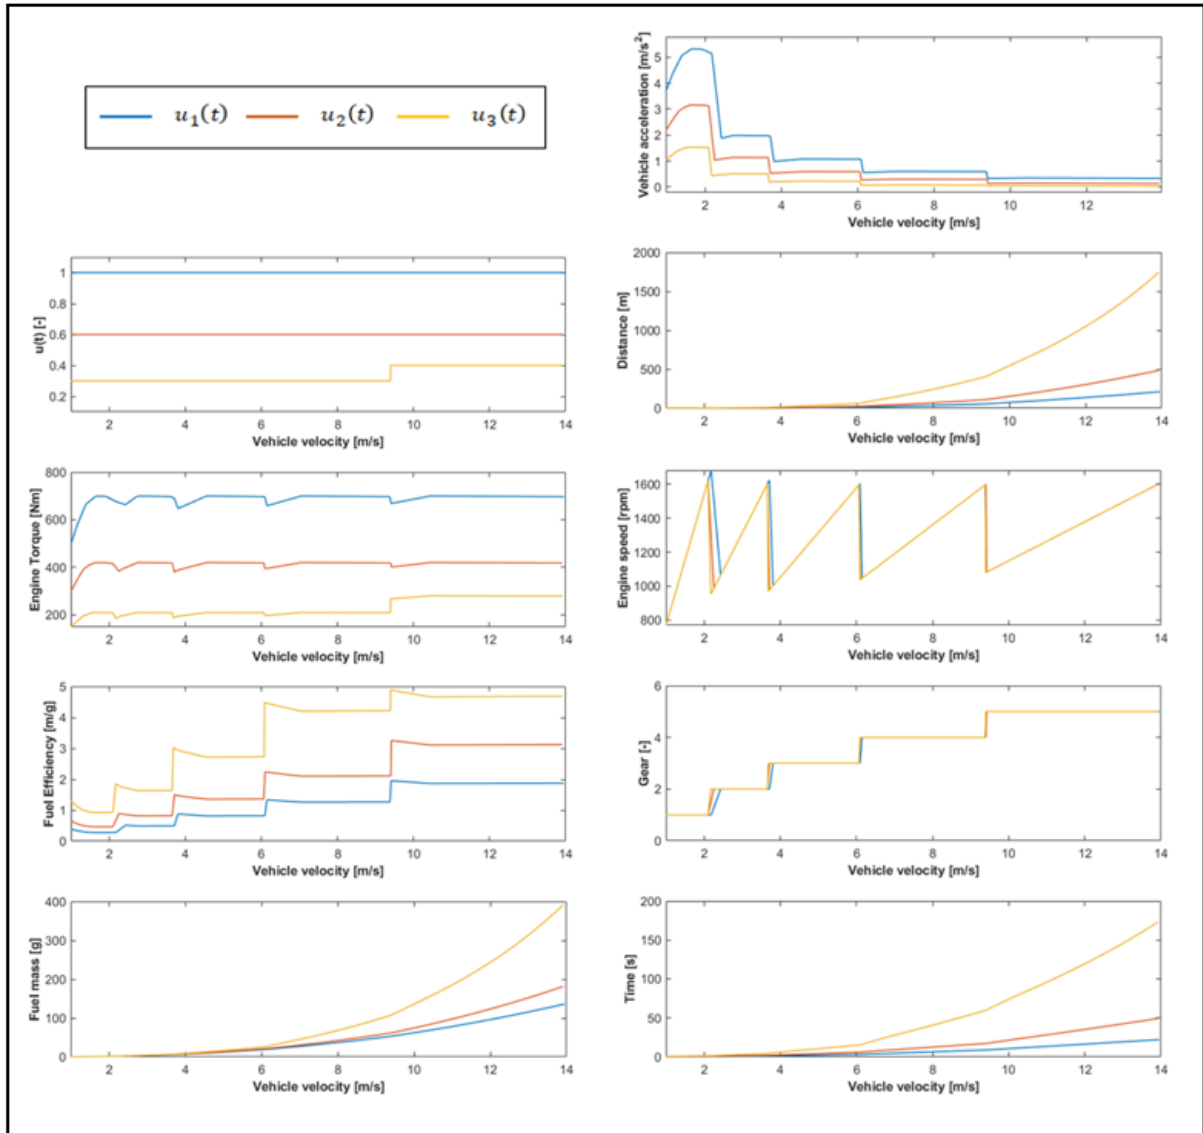 u₁(t) u₂(t) u₃(t)
Vehicle acceleration [m/s²]
5
4
3
2
1
0
2 4 6 8 10 12
Vehicle velocity [m/s]
u(t) [-]
1
0.8
0.6
0.4
0.2
2 4 6 8 10 12 14
Vehicle velocity [m/s]
Distance [m]
2000
1500
1000
500
0
2 4 6 8 10 12 14
Vehicle velocity [m/s]
Engine Torque [Nm]
800
600
400
200
2 4 6 8 10 12 14
Vehicle velocity [m/s]
Engine speed [rpm]
1600
1400
1200
1000
800
2 4 6 8 10 12 14
Vehicle velocity [m/s]
Fuel Efficiency [m/g]
5
4
3
2
1
0
2 4 6 8 10 12 14
Vehicle velocity [m/s]
Gear [-]
6
4
2
0
2 4 6 8 10 12 14
Vehicle velocity [m/s]
Fuel mass [g]
400
300
200
100
0
2 4 6 8 10 12 14
Vehicle velocity [m/s]
Time [s]
200
150
100
50
0
2 4 6 8 10 12 14
Vehicle velocity [m/s]